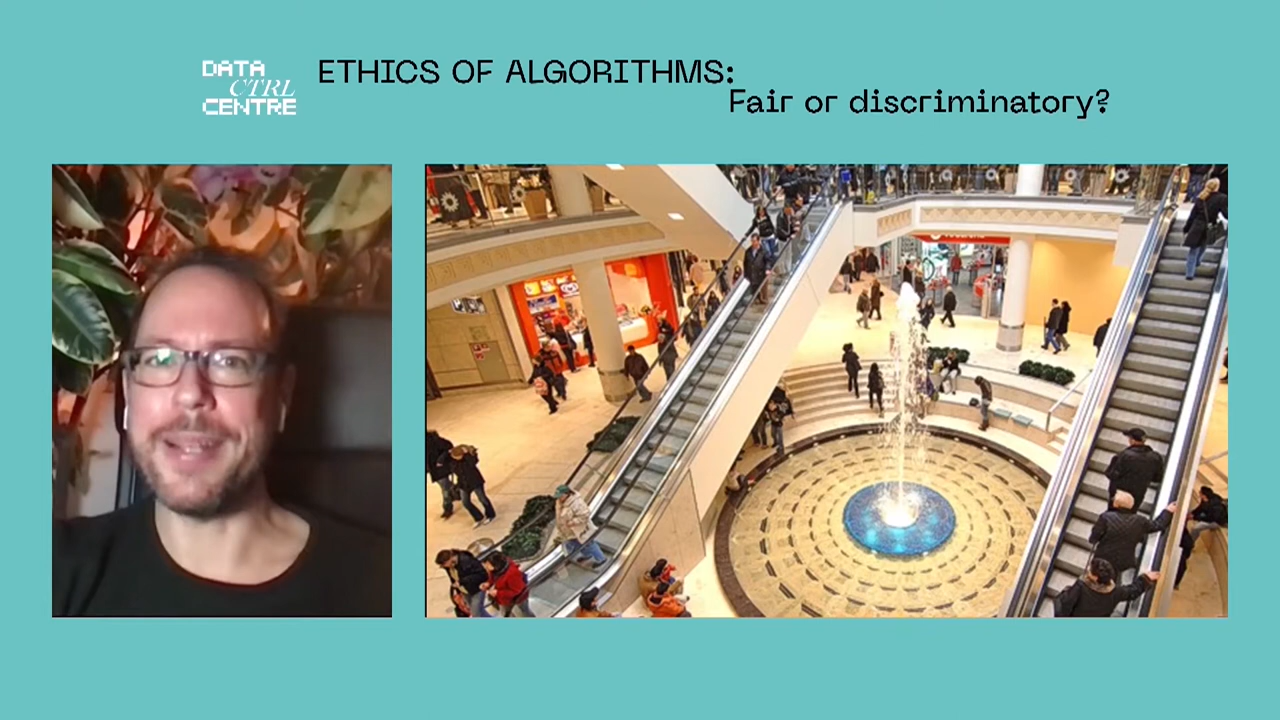 DATA
CTRL
CENTRE
ETHICS OF ALGORITHMS:
Fair or discriminatory?